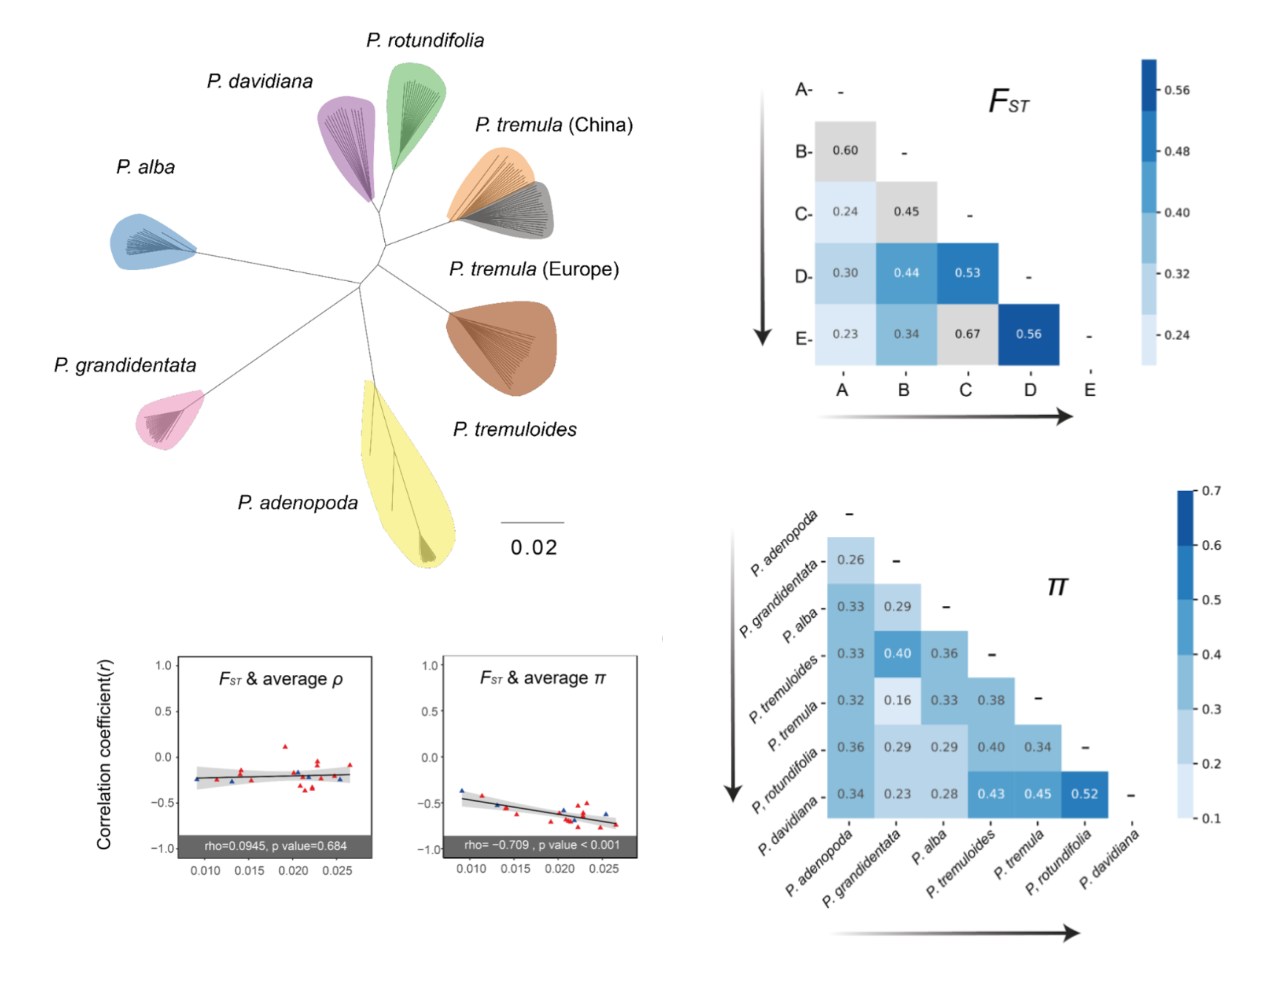 P. rotundifolia
P. davidiana
P. tremula (China)
P. alba
P. tremula (Europe)
P. grandidentata
P. tremuloides
P. adenopoda
0.02
Correlation coefficient(r)
FST & average ρ
1.0
0.5
0.0
−0.5
−1.0
rho=0.0945, p value=0.684
0.010 0.015 0.020 0.025
FST & average π
1.0
0.5
0.0
−0.5
−1.0
rho= −0.709 , p value < 0.001
0.010 0.015 0.020 0.025
FST
A- -
B- 0.60 -
C- 0.24 0.45 -
D- 0.30 0.44 0.53 -
E- 0.23 0.34 0.67 0.56 -
A B C D E
0.56
0.48
0.40
0.32
0.24
π
P. adenopoda –
P. grandidentata 0.26 –
P. alba 0.33 0.29 –
P. tremuloides 0.33 0.40 0.36 –
P. tremula 0.32 0.16 0.33 0.38 –
P, rotundifolia 0.36 0.29 0.29 0.40 0.34 –
P. davidiana 0.34 0.23 0.28 0.43 0.45 0.52 –
P. adenopoda
P. grandidentata
P. alba
P. tremuloides
P. tremula
P, rotundifolia
P. davidiana
0.7
0.6
0.5
0.4
0.3
0.2
0.1